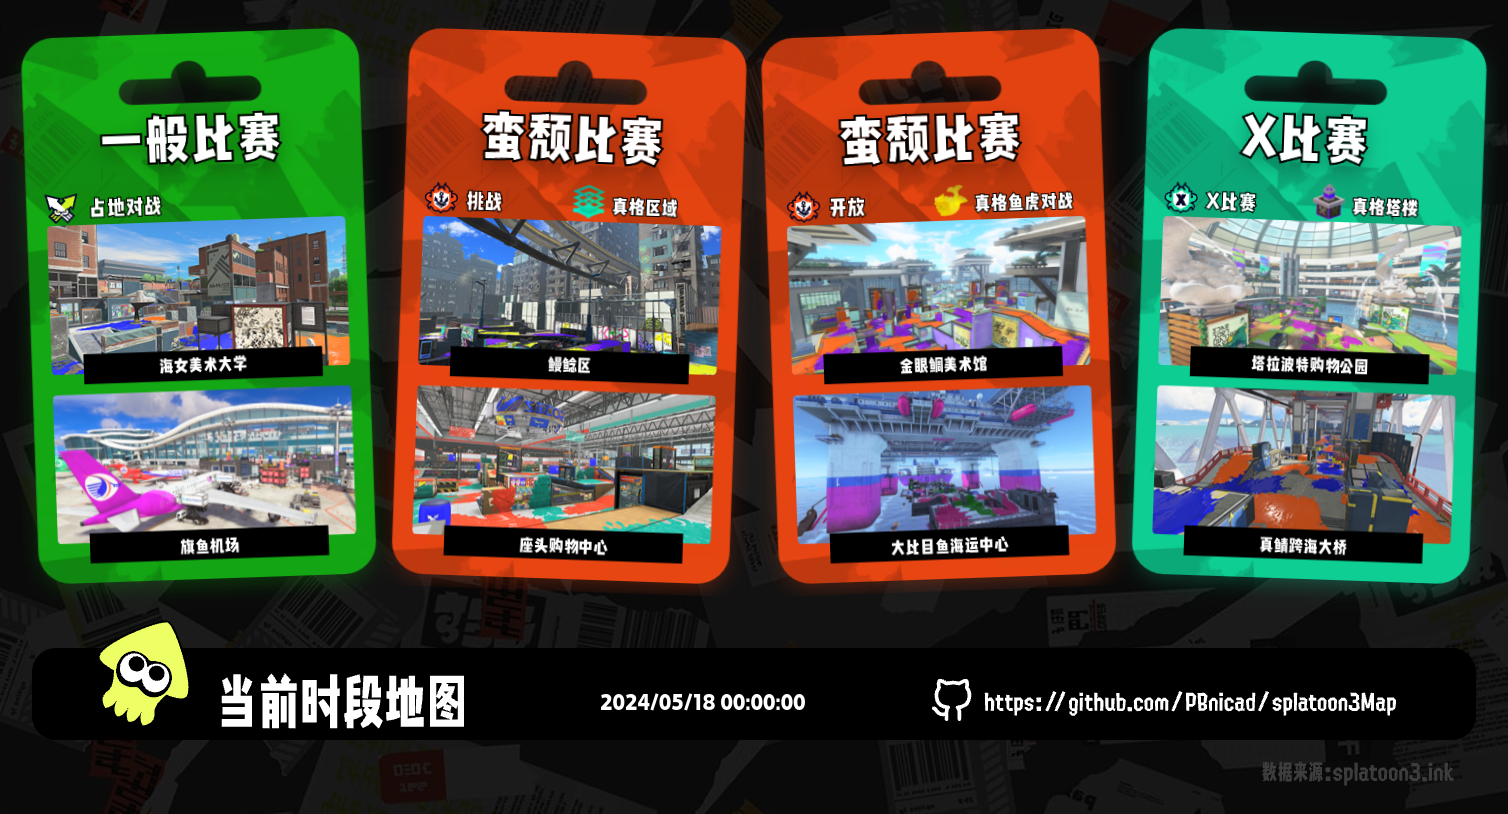 一般比赛
占地对战
海女美术大学
旗鱼机场
蛮颓比赛
挑战
真格区域
鳗鲶区
座头购物中心
蛮颓比赛
开放
真格鱼虎对战
金眼鲷美术馆
大比目鱼海运中心
X比赛
X比赛
真格塔楼
塔拉波特购物公园
真鲭跨海大桥
当前时段地图
2024/05/18 00:00:00
https://github.com/PBnicad/splatoon3Map
数据来源:splatoon3.ink